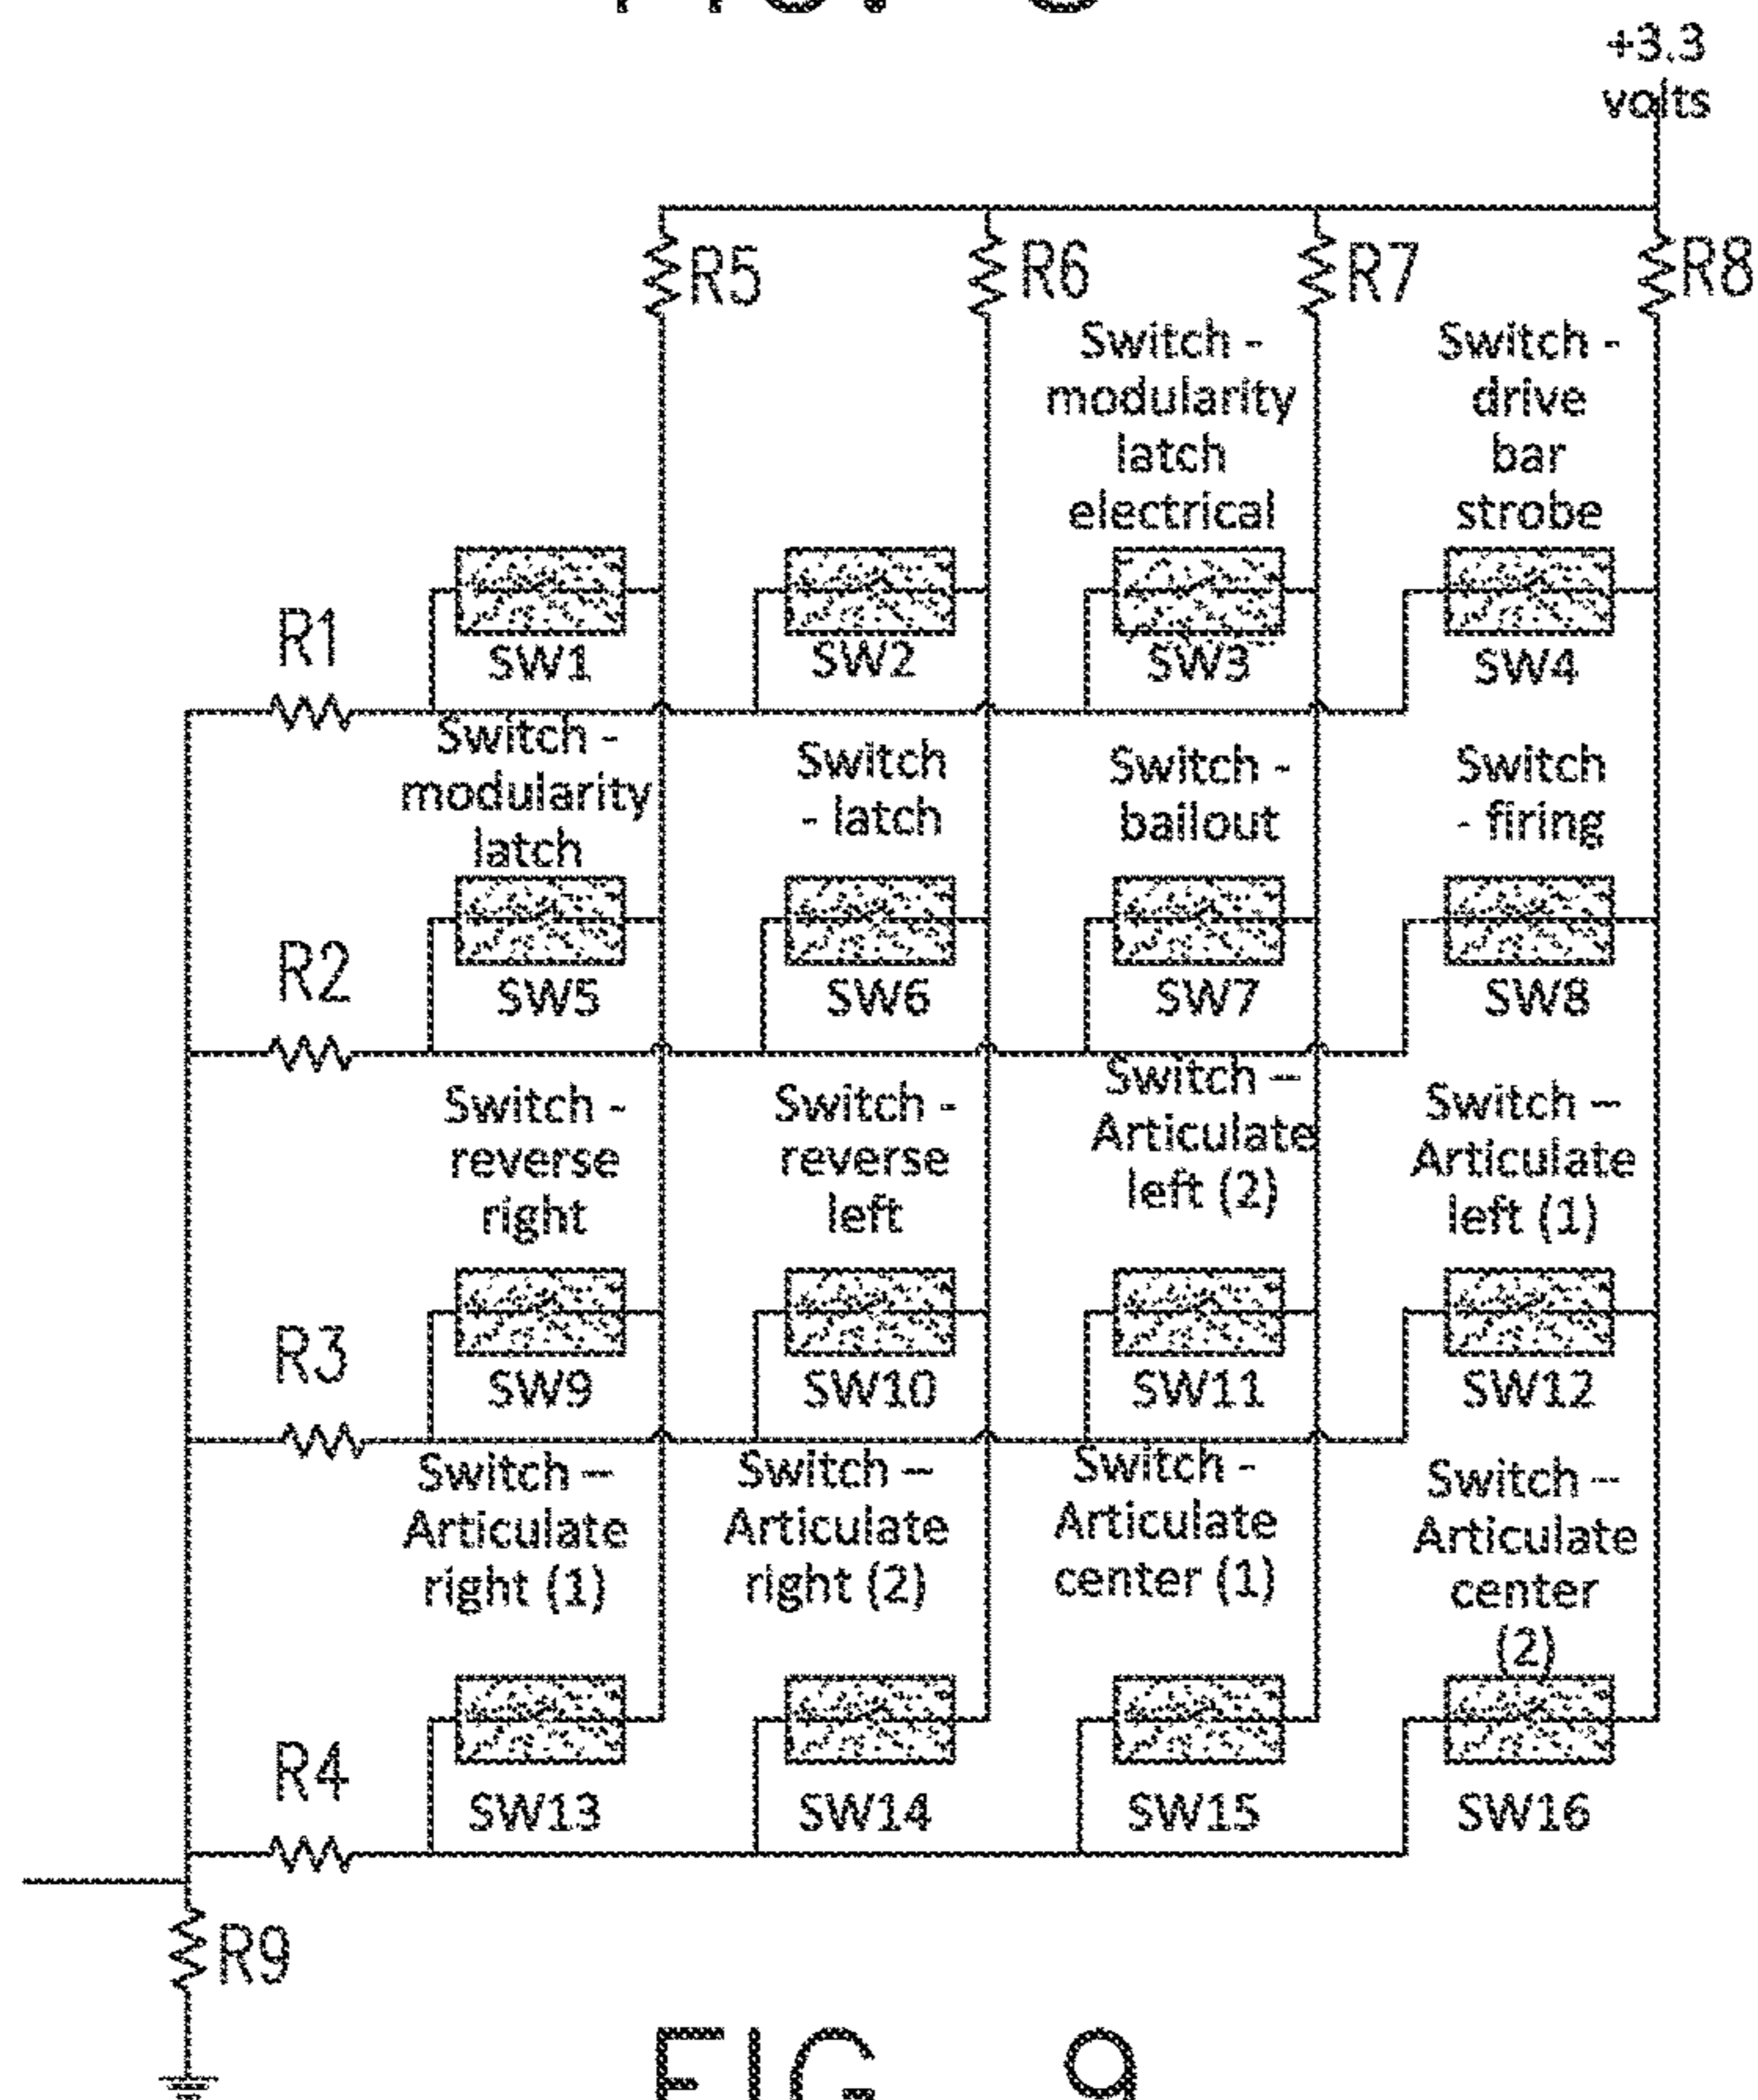 +3.3
volts
R5
R6
R7
R8
Switch -
modularity
latch
electrical
Switch -
drive
bar
strobe
R1
SW1
SW2
SW3
SW4
Switch -
modularity
latch
Switch
- latch
Switch -
bailout
Switch
- firing
R2
SW5
SW6
SW7
SW8
Switch -
reverse
right
Switch -
reverse
left
Switch –
Articulate
left (2)
Switch –
Articulate
left (1)
R3
SW9
SW10
SW11
SW12
Switch –
Articulate
right (1)
Switch –
Articulate
right (2)
Switch -
Articulate
center (1)
Switch –
Articulate
center
(2)
R4
SW13
SW14
SW15
SW16
R9
FIG. 9